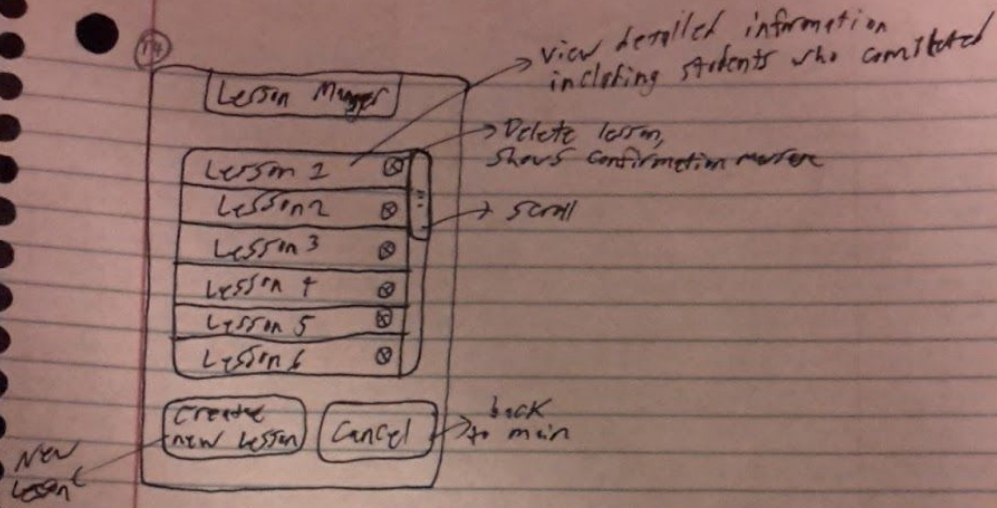 View detailed information
including students who completed
Lesson Manager
Delete lesson,
shows confirmation message
Lesson 1
Lesson 2
scroll
Lesson 3
Lesson 4
Lesson 5
Lesson 6
Create
new lesson
Cancel
back
to main
New
Lesson